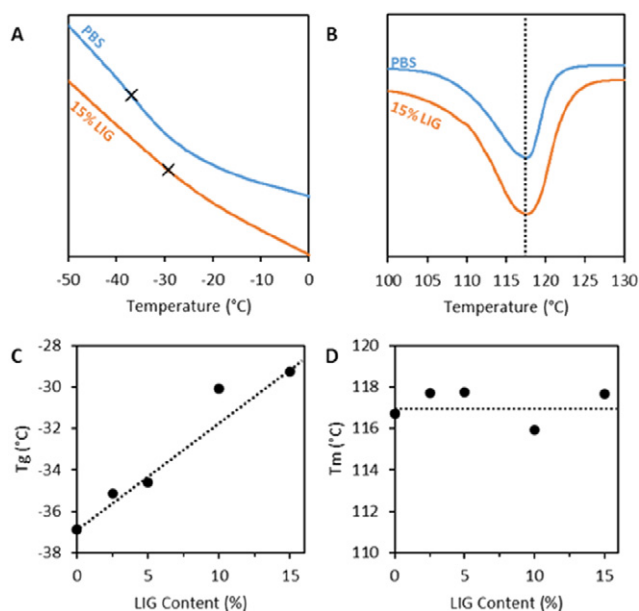 A
PBS
15% LIG
-50 -40 -30 -20 -10 0
Temperature (°C)
B
PBS
15% LIG
100 105 110 115 120 125 130
Temperature (°C)
C
-28
-30
-32
-34
-36
-38
Tg (°C)
0 5 10 15
LIG Content (%)
D
120
118
116
114
112
110
Tm (°C)
0 5 10 15
LIG Content (%)